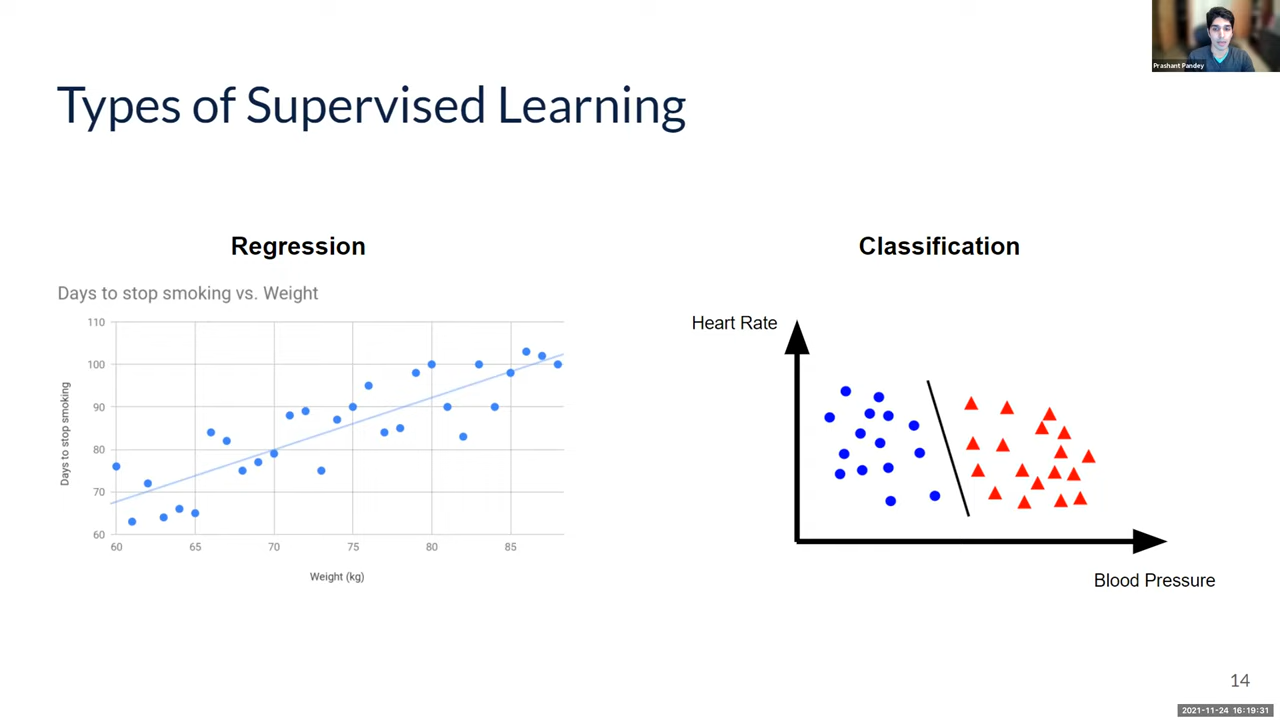 Prashant Pandey
Types of Supervised Learning
Regression
Days to stop smoking vs. Weight
110
100
90
80
70
60
Days to stop smoking
60 65 70 75 80 85
Weight (kg)
Classification
Heart Rate
Blood Pressure
14
2021-11-24 16:19:31